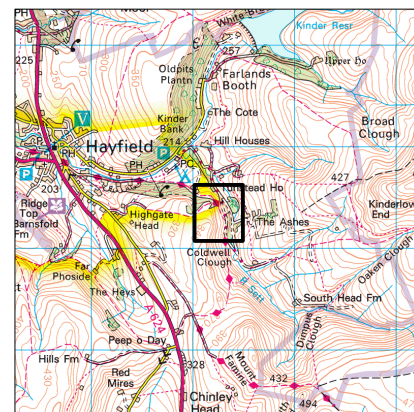 PH
White B
Kinder Resr
257
225
Oldpits
Plantn
Upper Ho
Farlands
Booth
The Cote
Broad
Clough
V
Kinder
Bank
214
P
Hill Houses
Hayfield
PH
PH
PC
P
203
Tunstead Ho
427
Ridge
Top
Barnsfold
Fm
Highgate
Head
The Ashes
Kinderlow
End
Coldwell
Clough
Far
Phoside
The Heys
R Sett
Oaken Clough
South Head Fm
A 624
Dimpus
Clough
Peep o Day
Hills Fm
328
Mount
Famine
Red
Mires
432
Chinley
Head
494